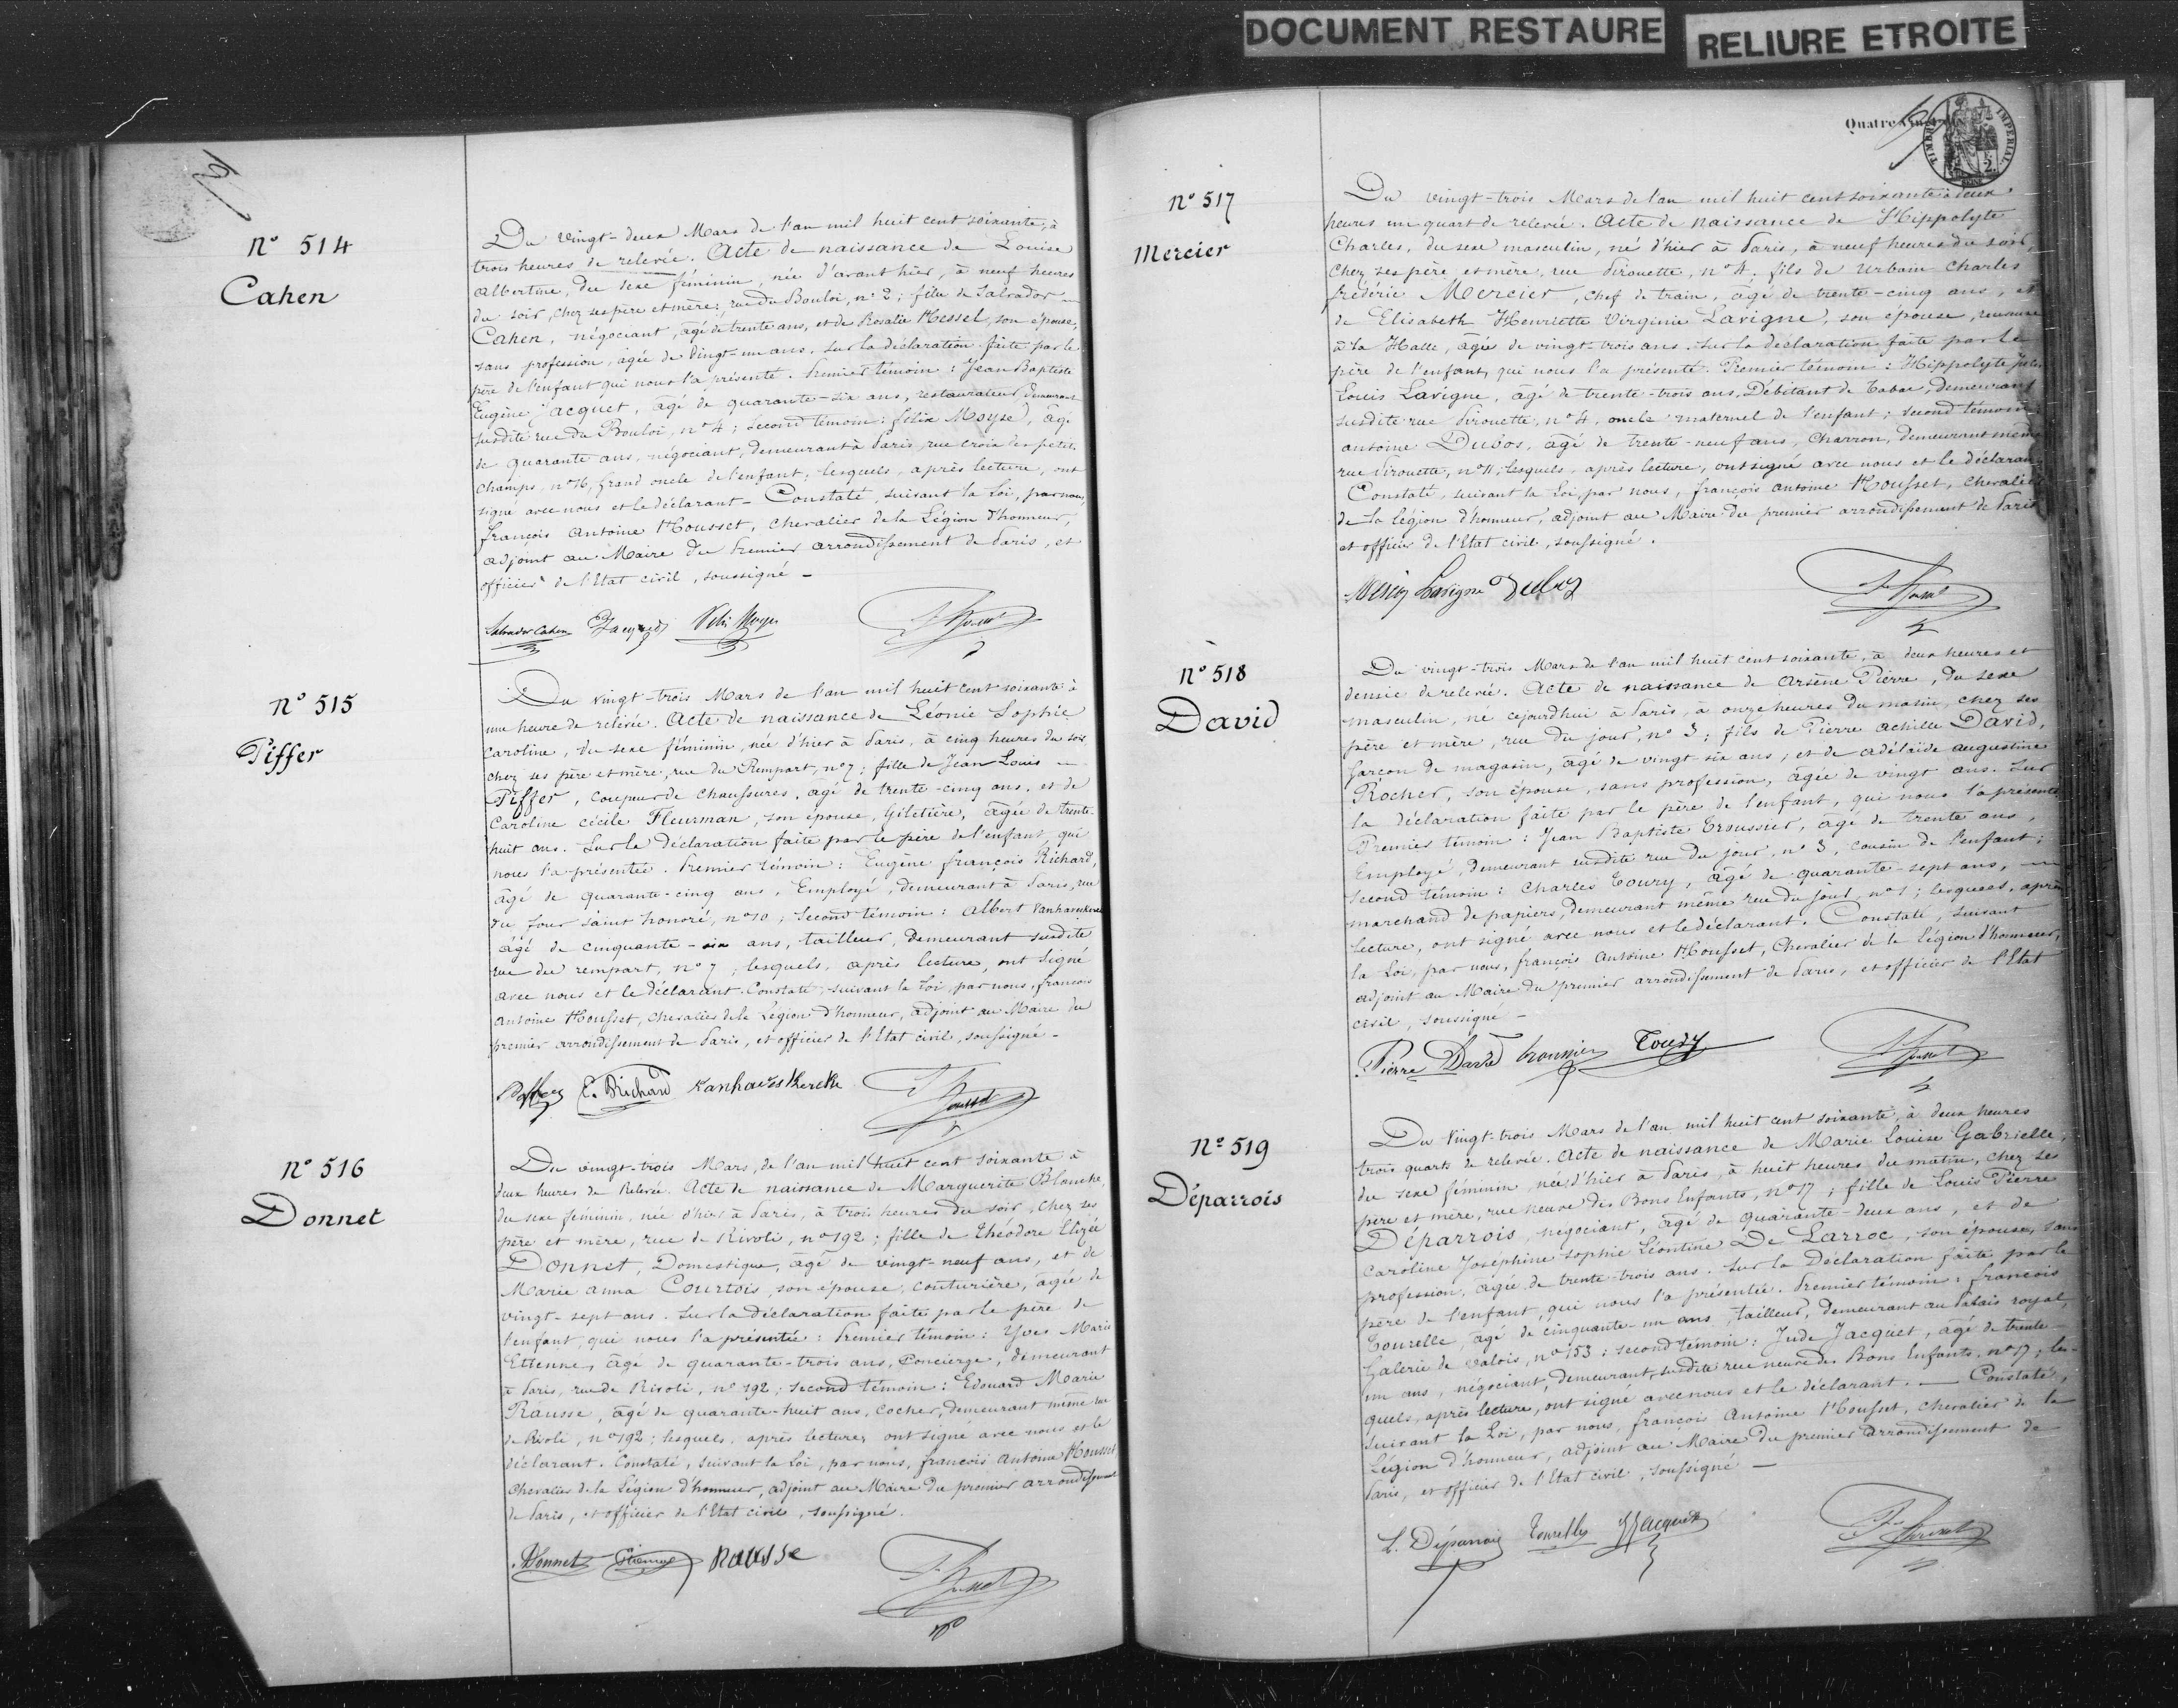 DOCUMENT RESTAURE
RELIURE ETROITE
N° 514
Cahen
Du vingt-deux Mars de l'an mil huit cent soixante, à
trois heures de relevée. Acte de naissance de Louise
Albertine, du sexe féminin, née d'avant hier, à neuf heures
du soir, chez ses père et mère, rue du Bouloi, n° 2; fille de Salvador
Cahen, négociant, âgé de trente ans, et de Rosalie Hessel, son épouse,
sans profession, âgée de vingt-un ans. Sur la déclaration faite par le
père de l'enfant qui nous l'a présenté. Premier témoin: Jean Baptiste
Eugène Jacquet, âgé de quarante-six ans, restaurateur, demeurant
susdite rue du Bouloi, n° 4; second témoin: félix Moyse, âgé
de quarante ans, négociant, demeurant à Paris, rue croix des petits
champs, n° 16, grand oncle de l'enfant; lesquels, après lecture, ont
signé avec nous et le déclarant - Constaté, suivant la Loi, par nous,
françois Antoine Housset, Chevalier de la Légion d'honneur,
adjoint au Maire du Premier arrondissement de Paris, et
officier de l'Etat civil, soussigné -
Salvador Cahen Jacquet Felix Moyse
N° 515
Piffer
Du vingt-trois Mars de l'an mil huit cent soixante à
une heure de relevée. Acte de naissance de Léonie Sophie
Caroline, du sexe féminin, née d'hier à Paris, à cinq heures du soir
chez ses père et mère, rue du Rempart, n° 7; fille de Jean Louis
Piffer, coupeur de chaussures, âgé de trente-cinq ans, et de
Caroline Cécile Fleurman, son épouse, Giletière, âgée de trente-
huit ans. Sur la déclaration faite par le père de l'enfant qui
nous l'a présentée. Premier témoin: Eugène françois Richard,
âgé de quarante-cinq ans, Employé, demeurant à Paris, rue
du four saint honoré, n° 10; Second témoin: Albert
âgé de cinquante-six ans, tailleur, demeurant susdite
rue du rempart, n° 7, lesquels, après lecture, ont signé
avec nous et le déclarant. Constaté, suivant la Loi, par nous, françois
Antoine Housset, chevalier de la Légion d'honneur, adjoint au Maire du
premier arrondissement de Paris, et officier de l'Etat civil, soussigné -
E. Richard
N° 516
Donnet
Du vingt-trois Mars, de l'an mil huit cent soixante à
deux heures de Relevée. Acte de naissance de Marguerite Blanche,
du sexe féminin, née d'hier à Paris, à trois heures du soir, chez ses
père et mère, rue de Rivoli, n° 192; fille de Théodore Elizée
Donnet, Domestique, âgé de vingt-neuf ans, et de
Marie anna Courtois, son épouse, couturière, âgée de
vingt-sept ans. Sur la déclaration faite par le père de
l'enfant, qui nous l'a présentée: Premier témoin: Yves Marie
Etienne, âgé de quarante-trois ans, Concierge, demeurant
à Paris, rue de Rivoli, n° 192; second témoin: Edouard Marie
Rausse, âgé de quarante-huit ans, Cocher, demeurant même rue
de Rivoli, n° 192; lesquels, après lecture, ont signé avec nous et le
déclarant. Constaté, suivant la Loi, par nous, françois Antoine Housset
Chevalier de la Légion d'honneur, adjoint au Maire du premier arrondissement
de Paris, et officier de l'Etat civil, soussigné.
Donnet Etienne Rausse
TIMBRE IMPERIAL
N° 517
Mercier
Du vingt-trois Mars de l'an mil huit cent soixante à deux
heures un quart de relevée. Acte de naissance de Hippolyte
Charles, du sexe masculin, né d'hier à Paris, à neuf heures du soir,
chez ses père et mère, rue Pirouette, n° 4. fils de Urbain Charles
frédéric Mercier, Chef de train, âgé de trente-cinq ans, et
de Elisabeth Henriette Virginie Lavigne, son épouse,
à la Halle, âgée de vingt-trois ans. Sur la déclaration faite par le
père de l'enfant, qui nous l'a présenté. Premier témoin: Hippolyte
Louis Lavigne, âgé de trente-trois ans, Débitant de Tabac, demeurant
susdite rue Pirouette, n° 4, oncle maternel de l'enfant; second témoin
antoine Dubos, âgé de trente-neuf ans, Charron, demeurant même
rue Pirouette, n° 4; lesquels, après lecture, ont signé avec nous et le déclarant
Constaté, suivant la Loi, par nous, françois antoine Housset, Chevalier
de la légion d'honneur, adjoint au Maire du premier arrondissement de Paris
et officier de l'Etat civil, soussigné.
Lavigne Dubos
N° 518
David
Du vingt-trois Mars de l'an mil huit cent soixante, à deux heures et
demie de relevée. Acte de naissance de Arsène Pierre, du sexe
masculin, né cejourd'hui à Paris, à onze heures du matin, chez ses
père et mère, rue du jour, n° 3; fils de Pierre Achille David,
garçon de magasin, âgé de vingt-six ans, et de adélaïde augustine
Rocher, son épouse, sans profession, âgée de vingt ans. Sur
la déclaration faite par le père de l'enfant, qui nous l'a présenté
Premier témoin: Jean Baptiste Troussier, âgé de trente ans,
Employé, demeurant susdite rue du jour, n° 3, cousin de l'enfant;
second témoin: Charles Toury, âgé de quarante-sept ans,
marchand de papiers, demeurant même rue du jour, n° 1; lesquels, après
lecture, ont signé avec nous et le déclarant. Constaté, suivant
la Loi, par nous, françois Antoine Housset, Chevalier de la légion d'honneur,
adjoint au Maire du premier arrondissement de Paris, et officier de l'Etat
civil, soussigné -
Pierre David Troussier Toury
N° 519
Déparrois
Du Vingt-trois Mars de l'an mil huit cent soixante, à deux heures
trois quarts de relevée. Acte de naissance de Marie Louise Gabrielle,
du sexe féminin, née d'hier à Paris, à huit heures du matin, chez ses
père et mère, rue neuve des Bons Enfants, n° 17; fille de Louis Pierre
Déparrois, négociant, âgé de quarante-deux ans, et de
Caroline Joséphine Sophie Léontine De Larroc, son épouse, sans
profession, âgée de trente-trois ans. Sur la Déclaration faite par le
père de l'enfant, qui nous l'a présentée. Premier témoin: françois
Tourelle, âgé de cinquante-un ans, tailleur, demeurant au Palais royal,
Galerie de Valois, n° 153; second témoin: Jude Jacquet, âgé de trente-
un ans, négociant, demeurant susdite rue neuve des Bons Enfants, n° 17; les-
quels, après lecture, ont signé avec nous et le déclarant. - Constaté,
suivant la Loi, par nous, françois Antoine Housset, Chevalier de la
Légion d'honneur, adjoint au Maire du premier arrondissement de
Paris, et officier de l'Etat civil, soussigné -
L. Déparrois Tourelle Jacquet